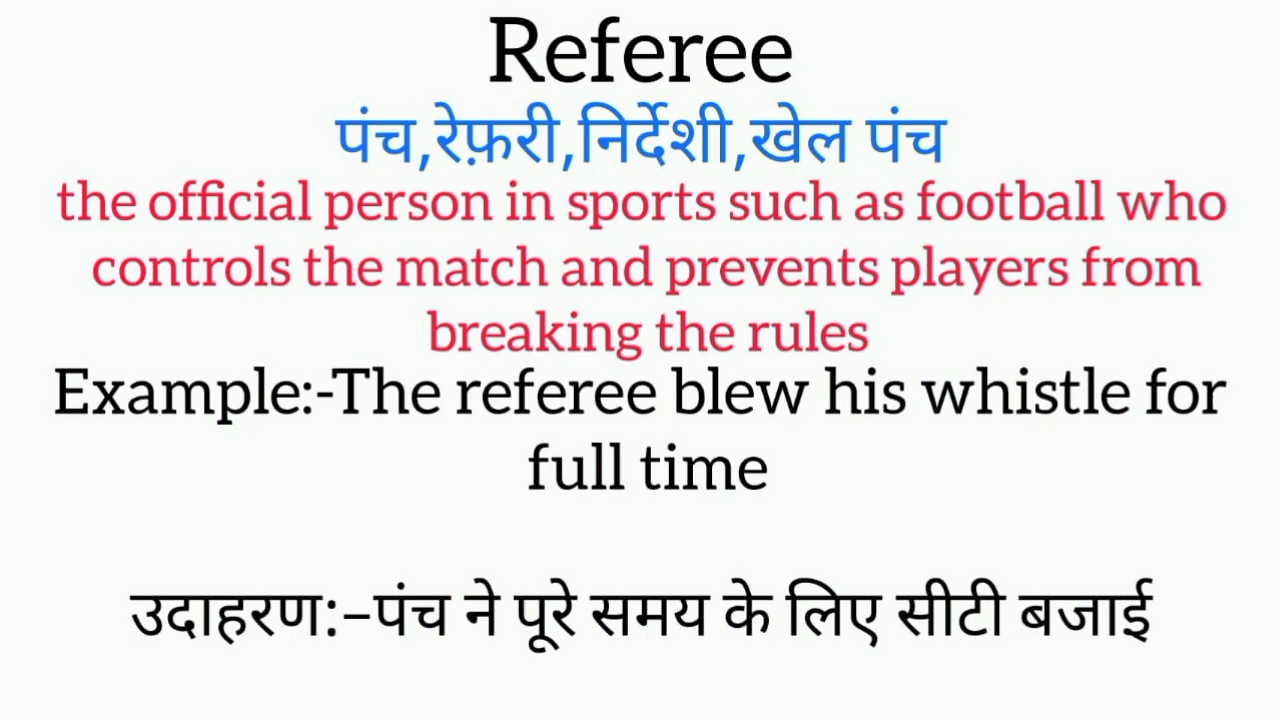 Referee
पंच,रेफ़री,निर्देशी,खेल पंच
the official person in sports such as football who
controls the match and prevents players from
breaking the rules
Example:-The referee blew his whistle for
full time
उदाहरण:–पंच ने पूरे समय के लिए सीटी बजाई